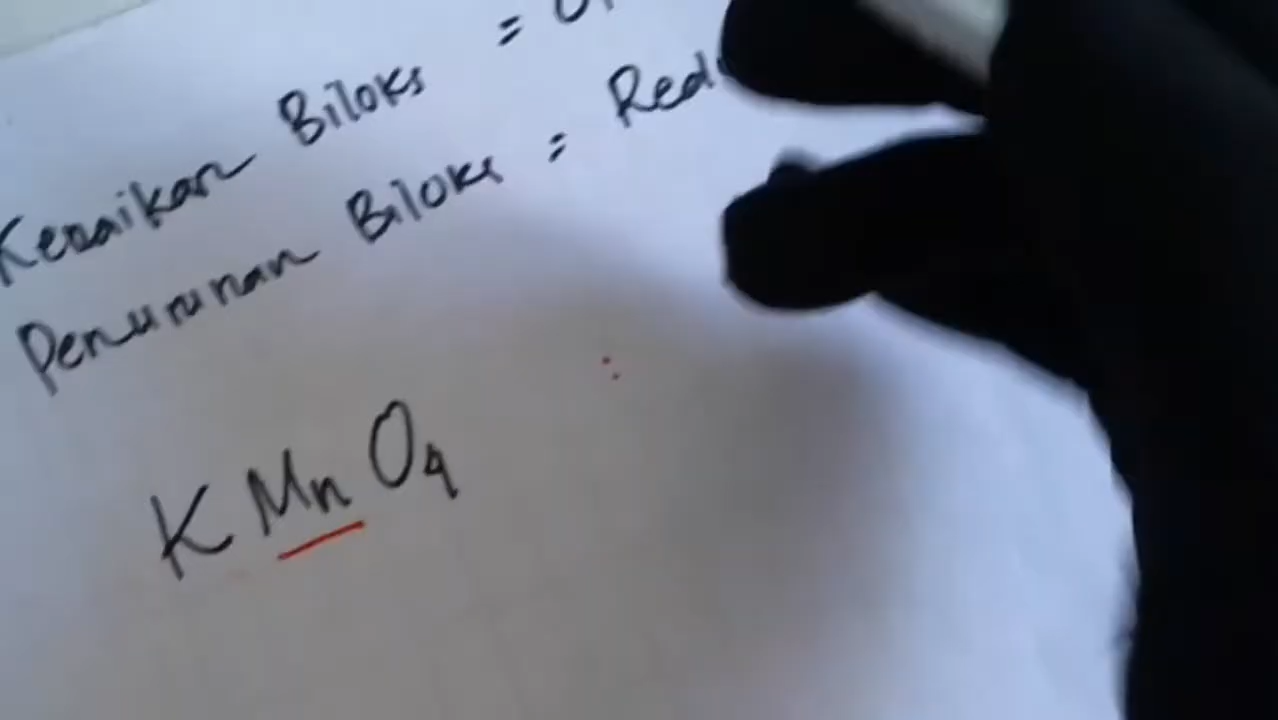 Kenaikan Biloks =
Penurunan Biloks = Red
KMnO4